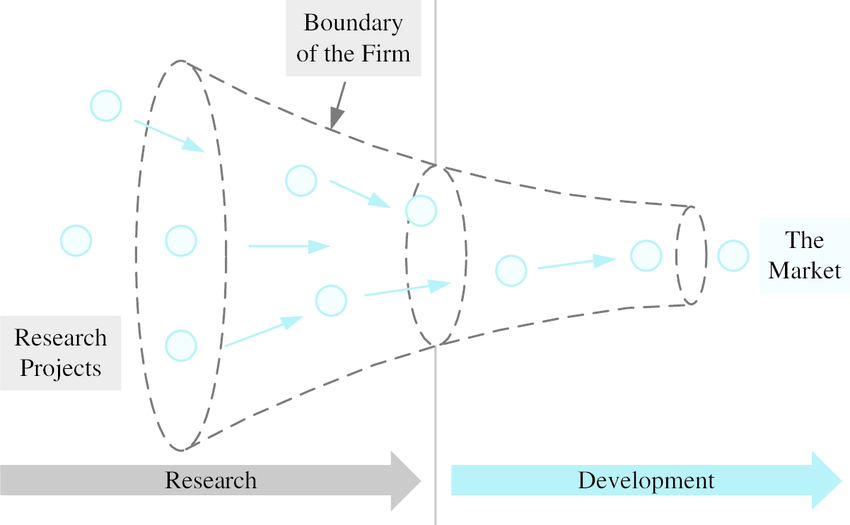 Boundary
of the Firm
The
Market
Research
Projects
Research
Development